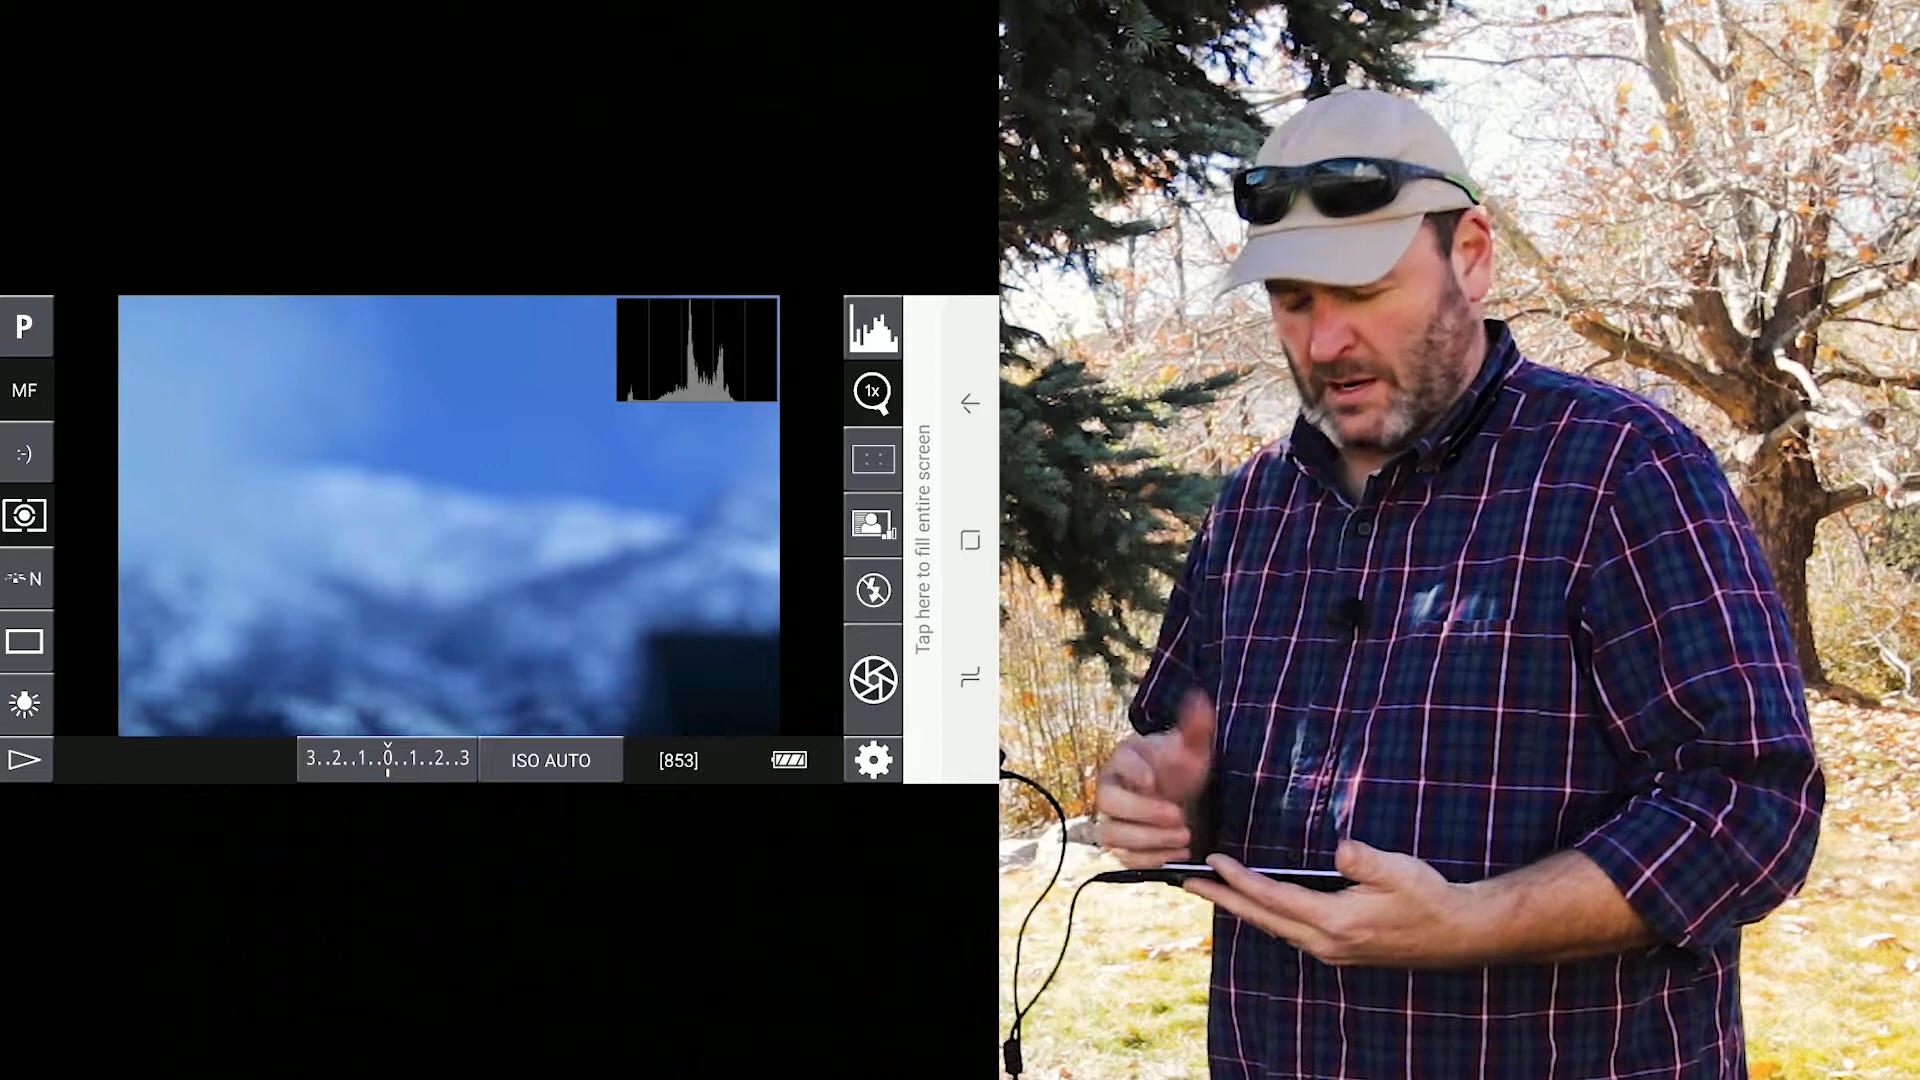 P
MF
:-)
N
1x
3..2..1..0..1..2..3
ISO AUTO
[853]
Tap here to fill entire screen